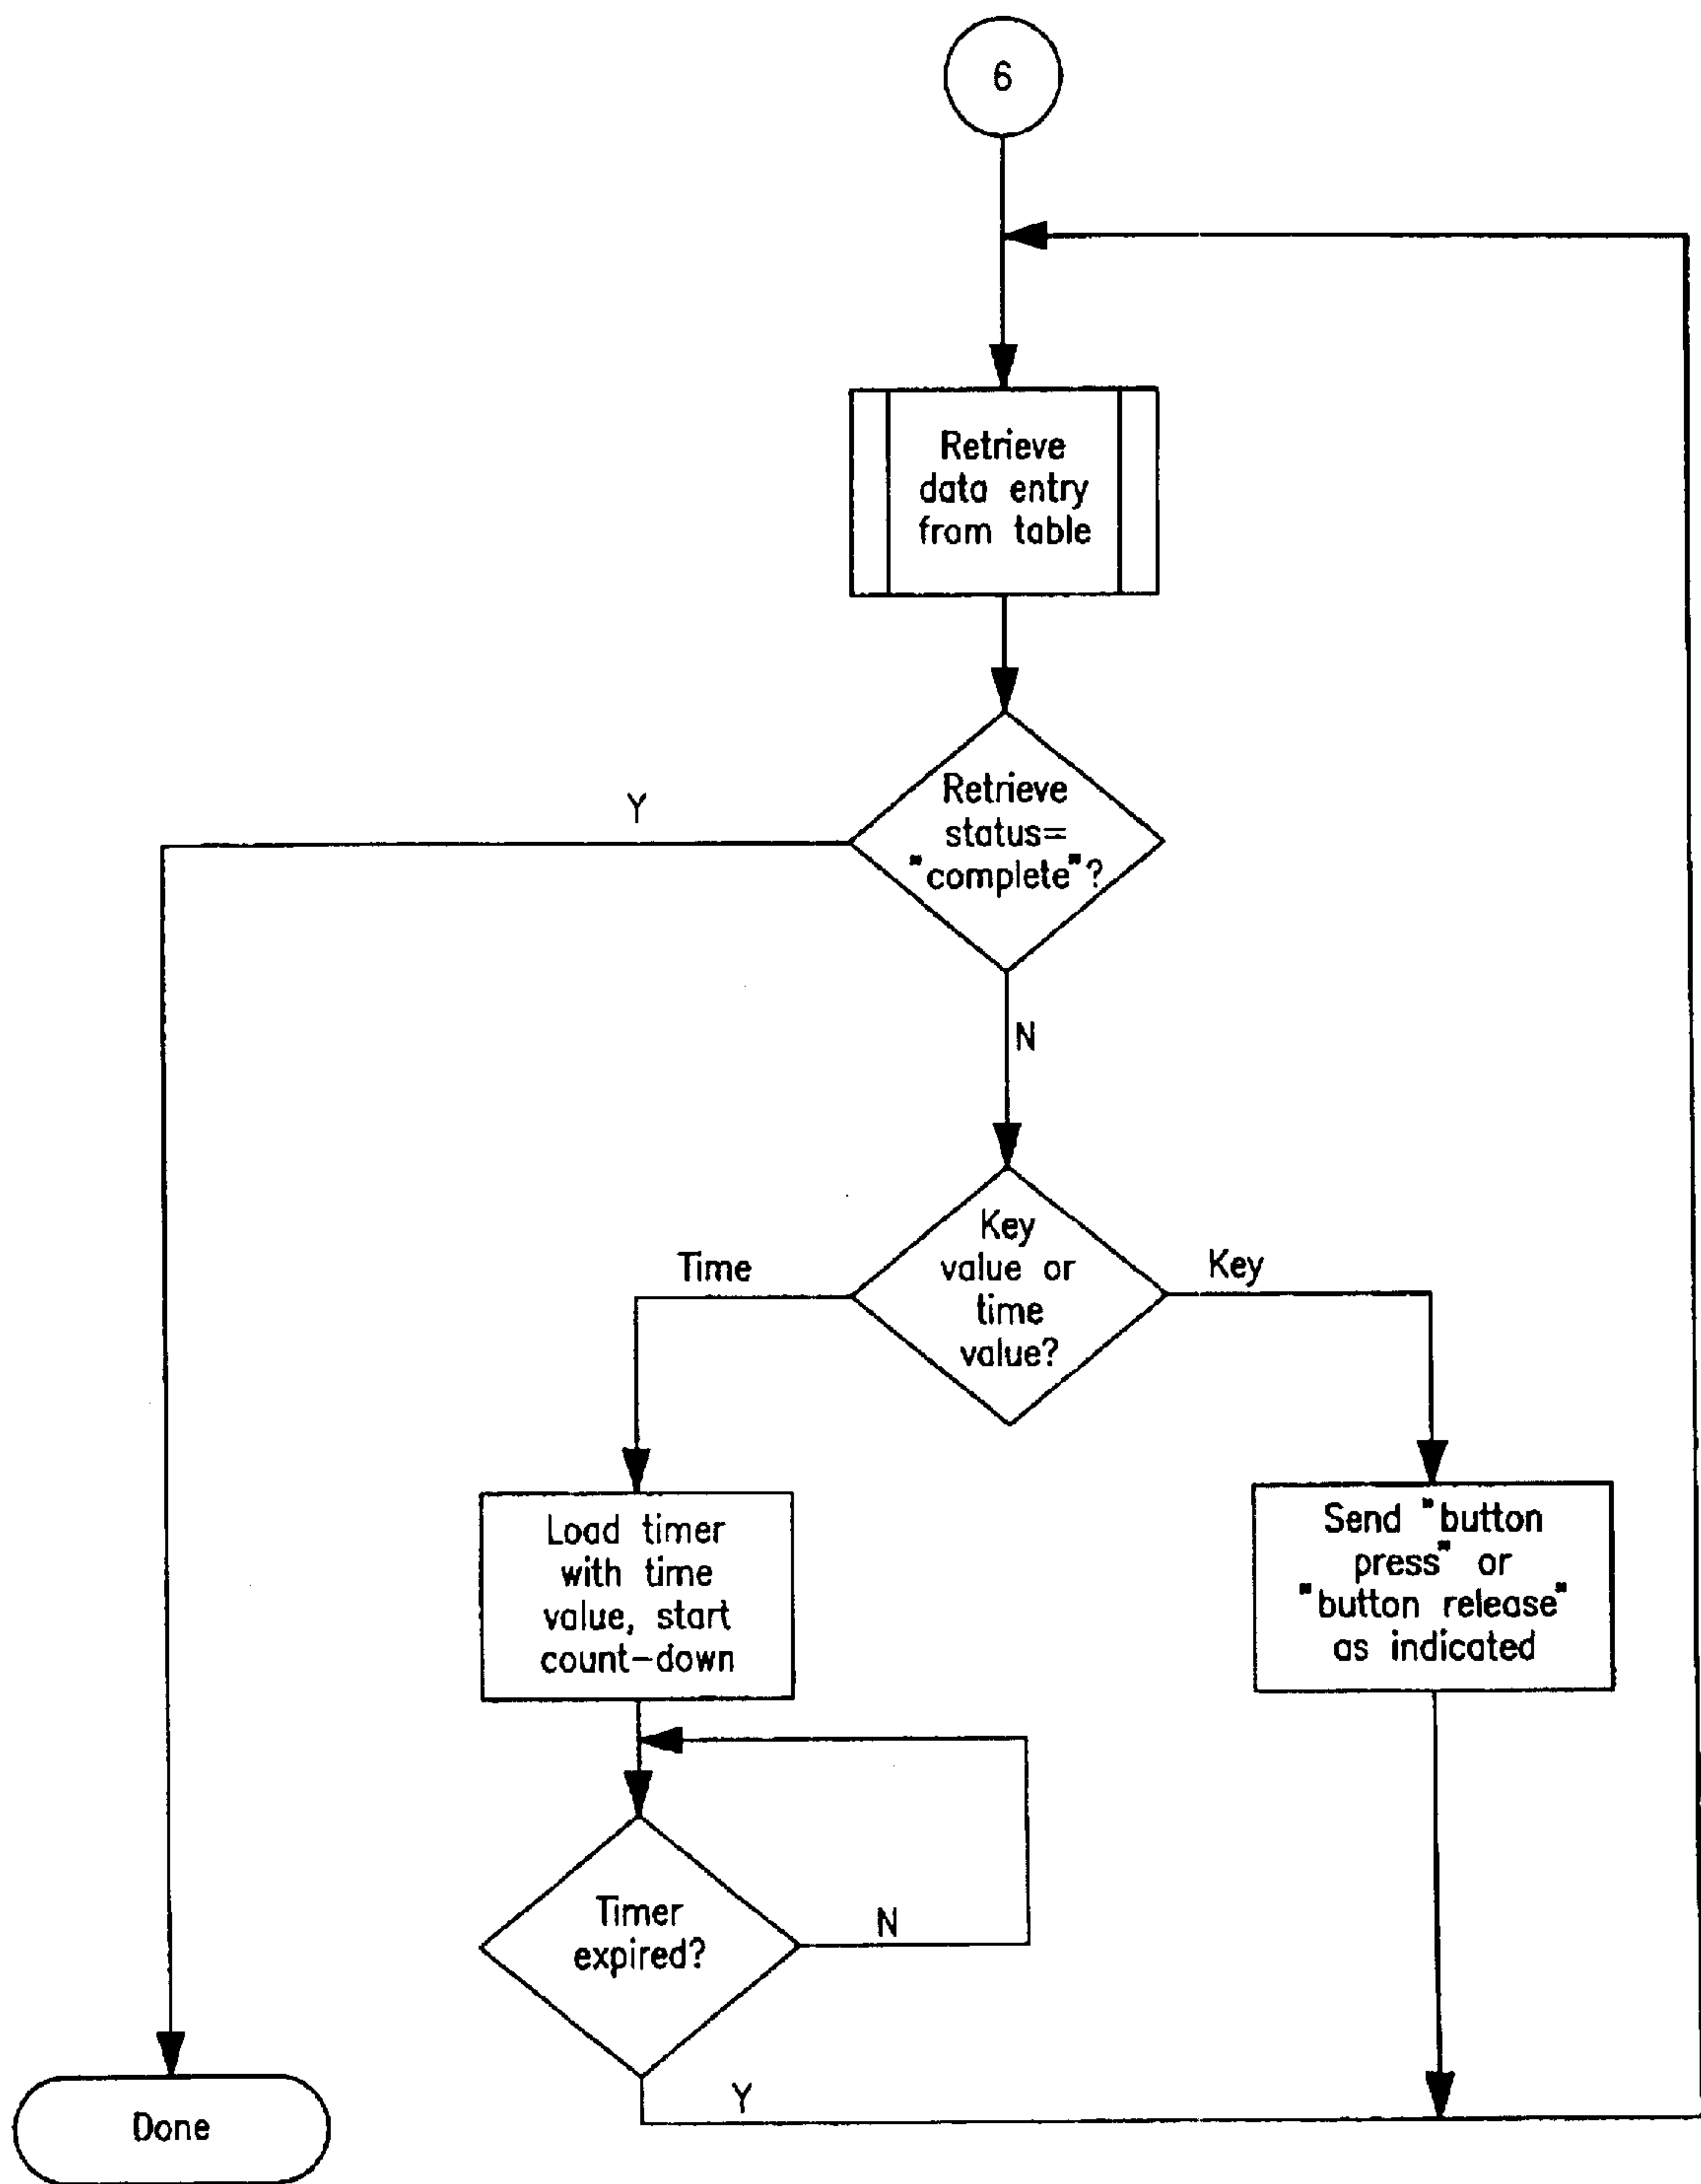 6
Retrieve
data entry
from table
Retrieve
status=
"complete"?
Y
N
Key
value or
time
value?
Time
Key
Load timer
with time
value, start
count-down
Send "button
press" or
"button release"
as indicated
Timer
expired?
N
Y
Done